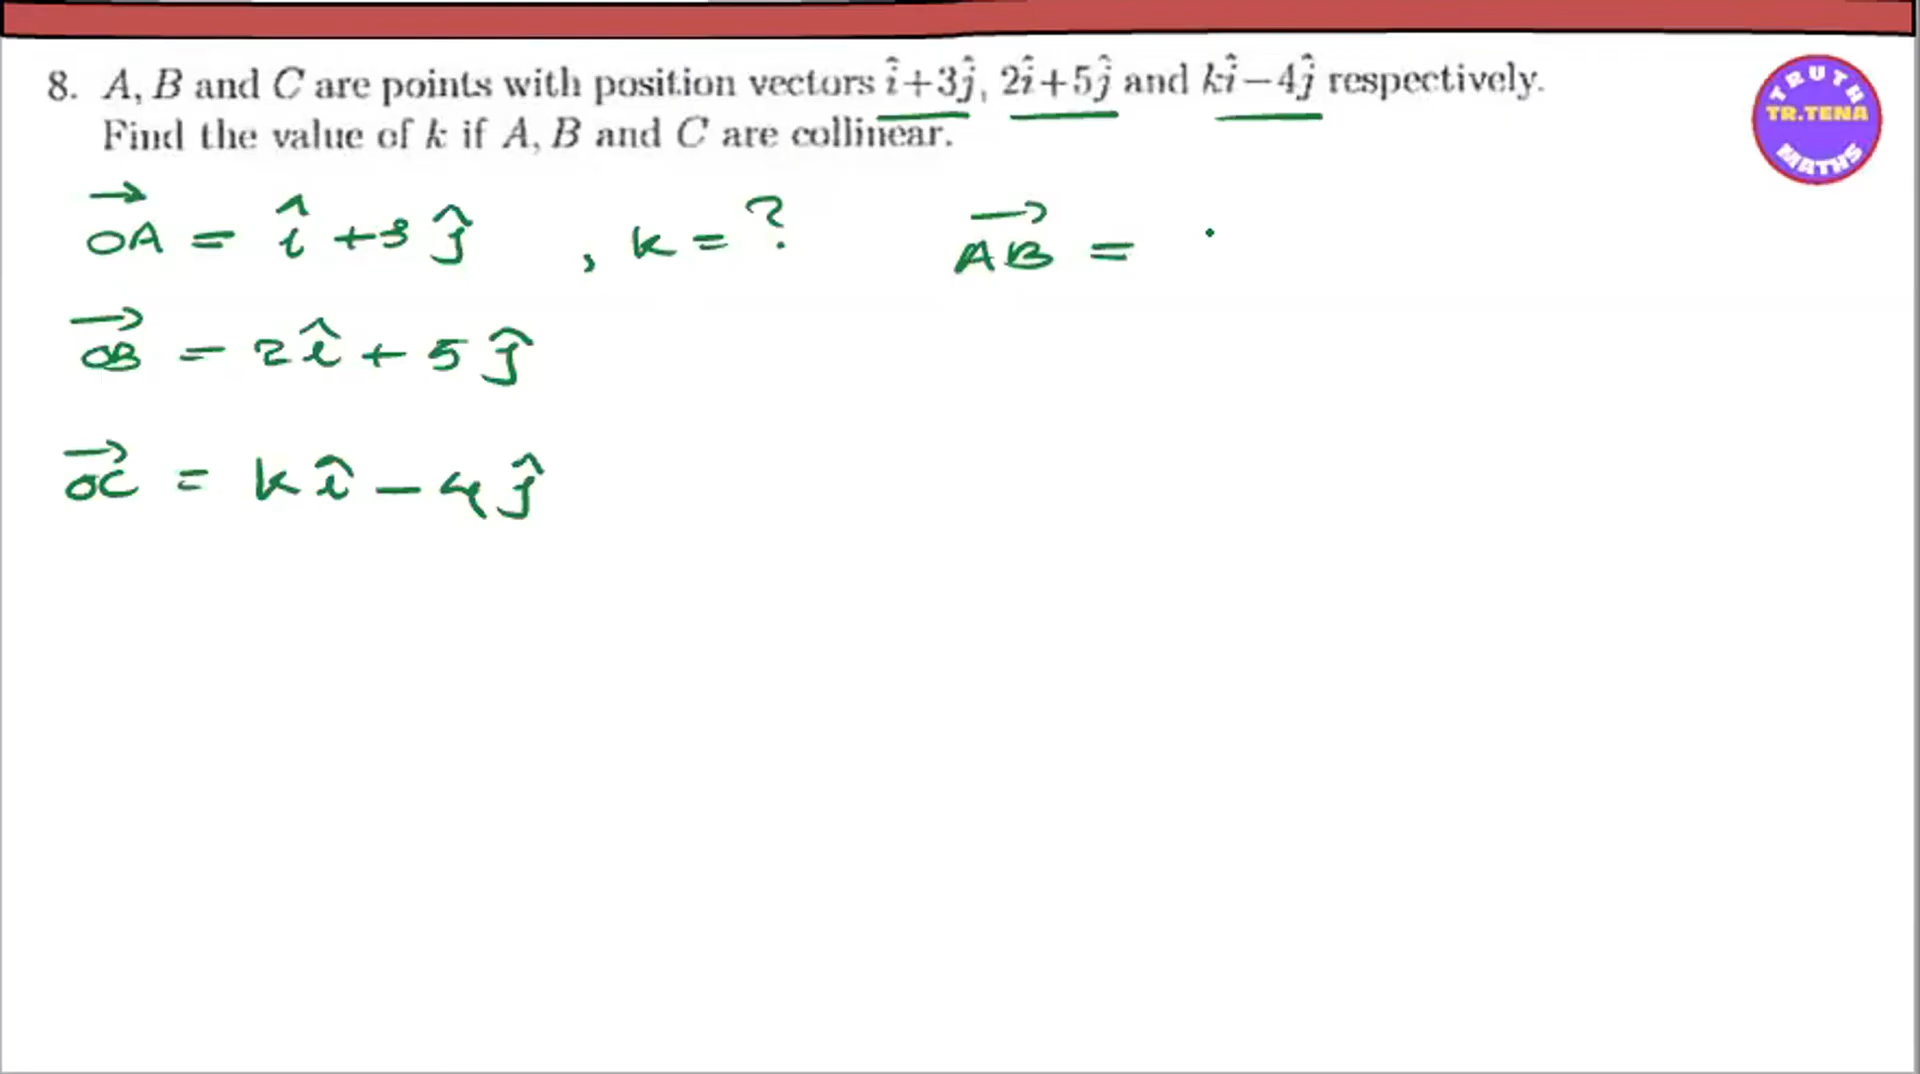 8. A, B and C are points with position vectors î+3ĵ, 2î+5ĵ and kî−4ĵ respectively.
Find the value of k if A, B and C are collinear.
TRUTH
TR.TENA
MATHS
→OA = î + 3ĵ , k = ? →AB =
→OB = 2î + 5ĵ
→OC = kî − 4ĵ